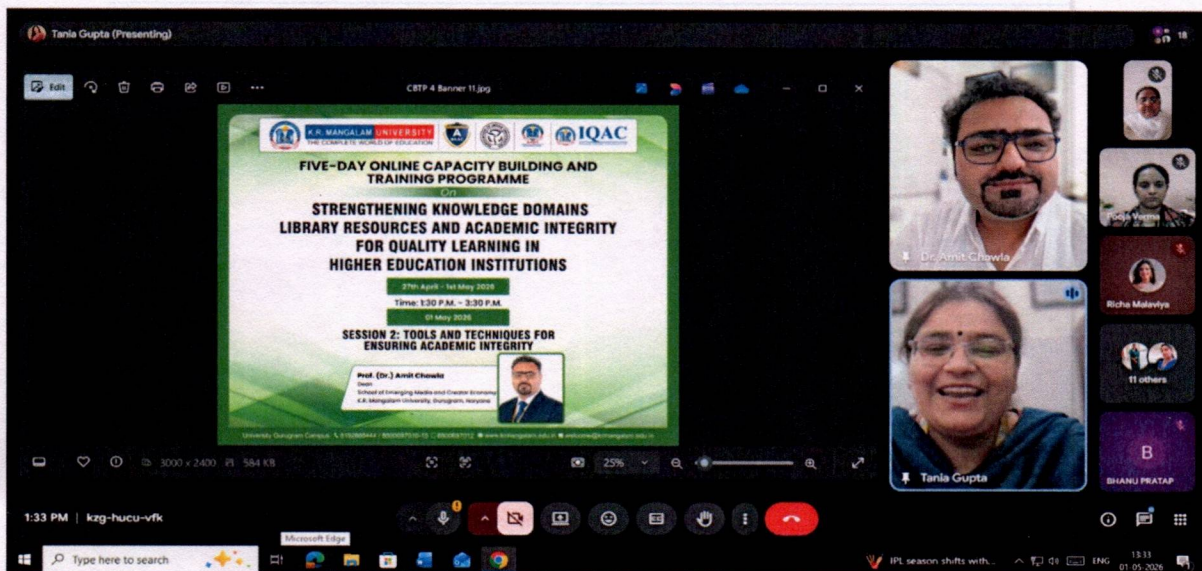 Tania Gupta (Presenting)
18
Edit
CBTP 4 Banner 11.jpg
K.R. MANGALAM UNIVERSITY
THE COMPLETE WORLD OF EDUCATION
IQAC
FIVE-DAY ONLINE CAPACITY BUILDING AND
TRAINING PROGRAMME
On
STRENGTHENING KNOWLEDGE DOMAINS
LIBRARY RESOURCES AND ACADEMIC INTEGRITY
FOR QUALITY LEARNING IN
HIGHER EDUCATION INSTITUTIONS
27th April - 1st May 2026
Time: 1:30 P.M. - 3:30 P.M.
01 May 2026
SESSION 2: TOOLS AND TECHNIQUES FOR
ENSURING ACADEMIC INTEGRITY
Prof. (Dr.) Amit Chawla
Dean
School of Emerging Media and Creator Economy
K.R. Mangalam University, Gurugram, Haryana
University Gurugram Campus
Dr. Amit Chawla
Pooja Verma
Richa Malaviya
11 others
Tania Gupta
B
BHANU PRATAP
3000 x 2400
584 KB
25%
1:33 PM | kzg-hucu-vfk
Microsoft Edge
Type here to search
IPL season shifts with...
ENG
13:33
01-05-2026